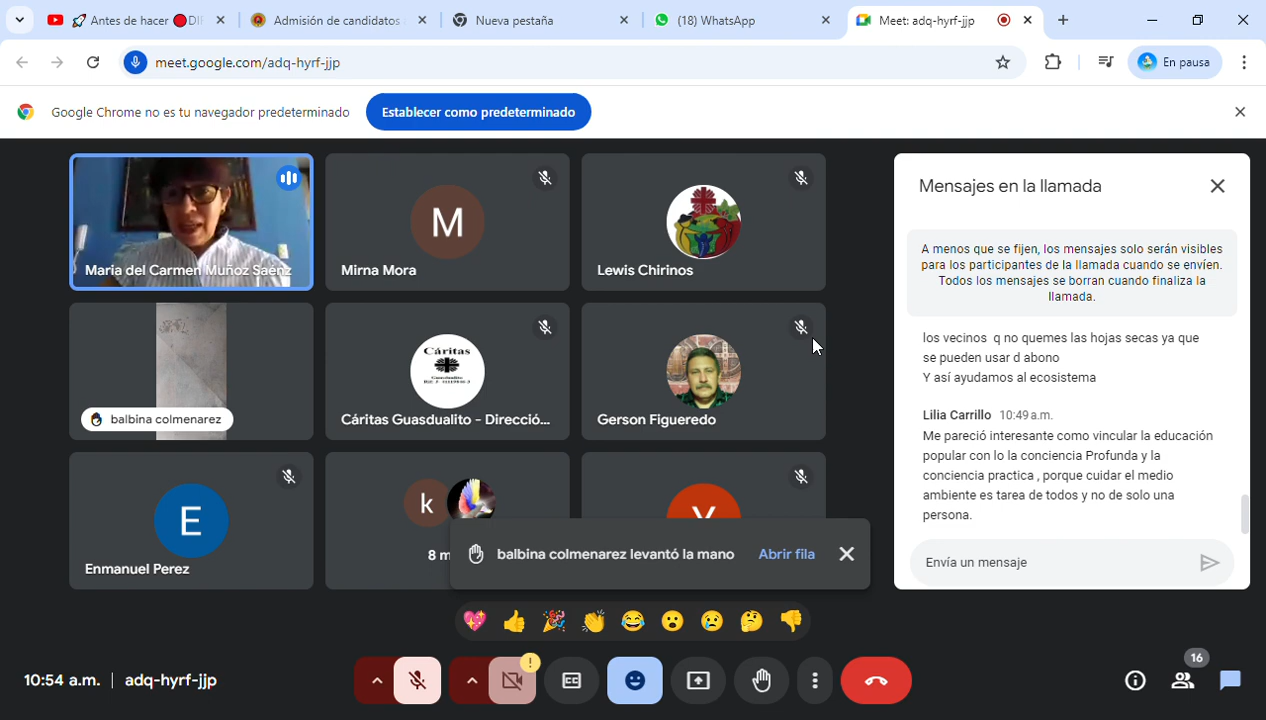 Antes de hacer
Admisión de candidatos
Nueva pestaña
(18) WhatsApp
Meet: adq-hyrf-jjp
meet.google.com/adq-hyrf-jjp
En pausa
Google Chrome no es tu navegador predeterminado
Establecer como predeterminado
Maria del Carmen Muñoz Saenz
M
Mirna Mora
Lewis Chirinos
balbina colmenarez
Cáritas
Guasdualito
Cáritas Guasdualito - Direcció...
Gerson Figueredo
E
Enmanuel Perez
k
8 m
Y
balbina colmenarez levantó la mano
Abrir fila
Mensajes en la llamada
A menos que se fijen, los mensajes solo serán visibles
para los participantes de la llamada cuando se envíen.
Todos los mensajes se borran cuando finaliza la
llamada.
los vecinos q no quemes las hojas secas ya que
se pueden usar d abono
Y así ayudamos al ecosistema
Lilia Carrillo 10:49 a.m.
Me pareció interesante como vincular la educación
popular con lo la conciencia Profunda y la
conciencia practica , porque cuidar el medio
ambiente es tarea de todos y no de solo una
persona.
Envía un mensaje
10:54 a.m. | adq-hyrf-jjp
16